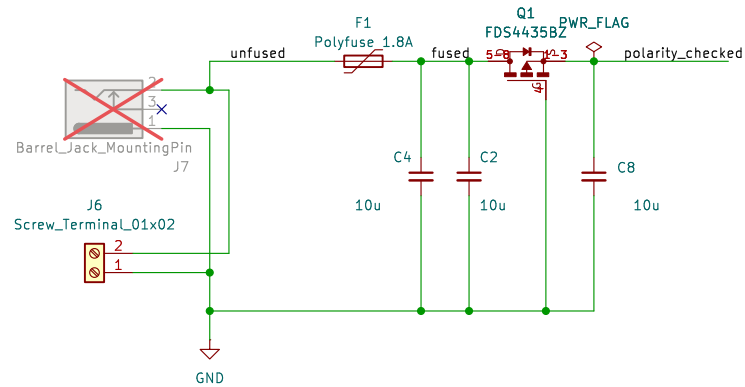 Q1
F1
FDS4435BZ
PWR_FLAG
Polyfuse_1.8A
unfused
fused
5-8
D
S
1-3
polarity_checked
G
4
2
3
1
Barrel_Jack_MountingPin
J7
C4
C2
C8
10u
10u
10u
J6
Screw_Terminal_01x02
2
1
GND